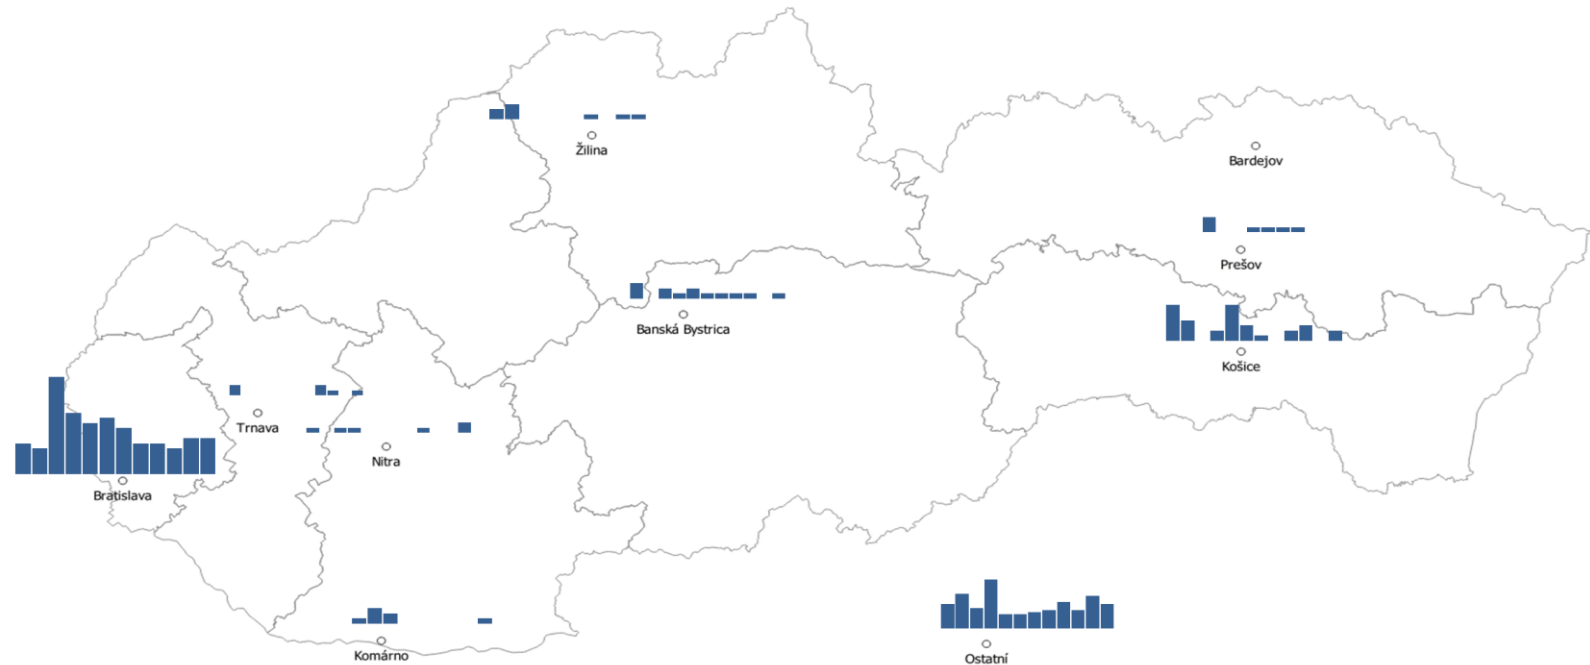 Žilina
Bardejov
Prešov
Banská Bystrica
Košice
Trnava
Nitra
Bratislava
Komárno
Ostatní